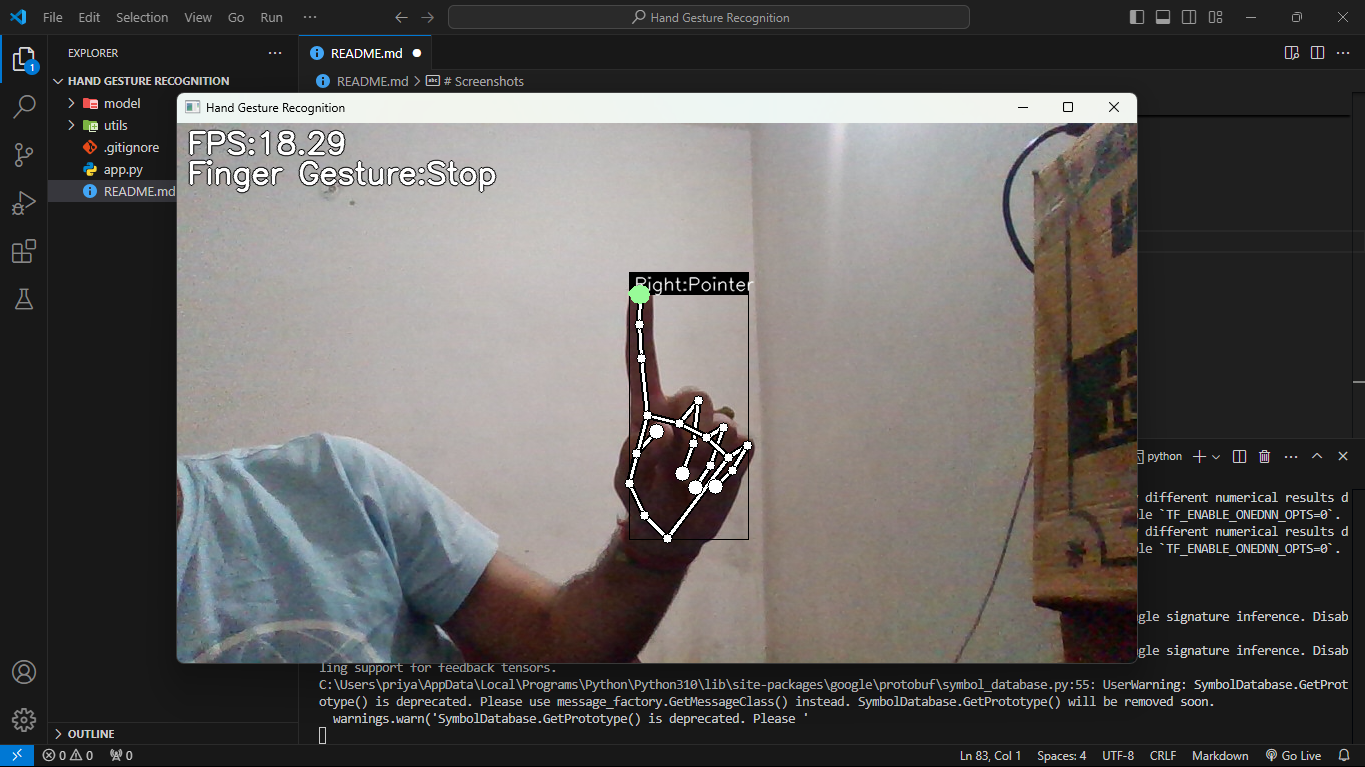 File Edit Selection View Go Run ···
Hand Gesture Recognition
EXPLORER ···
HAND GESTURE RECOGNITION
model
utils
.gitignore
app.py
README.md
1
README.md
README.md > # Screenshots
Hand Gesture Recognition
FPS:18.29
Finger Gesture:Stop
Right:Pointer
python
different numerical results d
le `TF_ENABLE_ONEDNN_OPTS=0`.
different numerical results d
le `TF_ENABLE_ONEDNN_OPTS=0`.
gle signature inference. Disab
gle signature inference. Disab
ling support for feedback tensors.
C:\Users\priya\AppData\Local\Programs\Python\Python310\lib\site-packages\google\protobuf\symbol_database.py:55: UserWarning: SymbolDatabase.GetProt
otype() is deprecated. Please use message_factory.GetMessageClass() instead. SymbolDatabase.GetPrototype() will be removed soon.
warnings.warn('SymbolDatabase.GetPrototype() is deprecated. Please '
OUTLINE
0 0 0 Ln 83, Col 1 Spaces: 4 UTF-8 CRLF Markdown Go Live